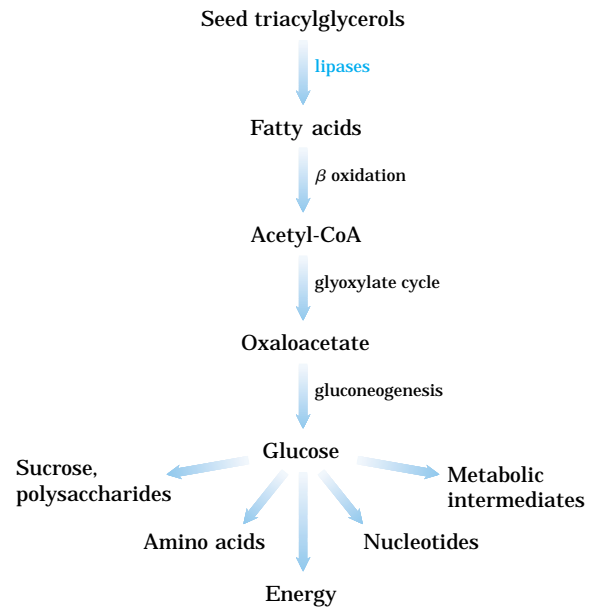 Seed triacylglycerols
lipases
Fatty acids
β oxidation
Acetyl-CoA
glyoxylate cycle
Oxaloacetate
gluconeogenesis
Glucose
Sucrose,
polysaccharides
Metabolic
intermediates
Amino acids
Nucleotides
Energy